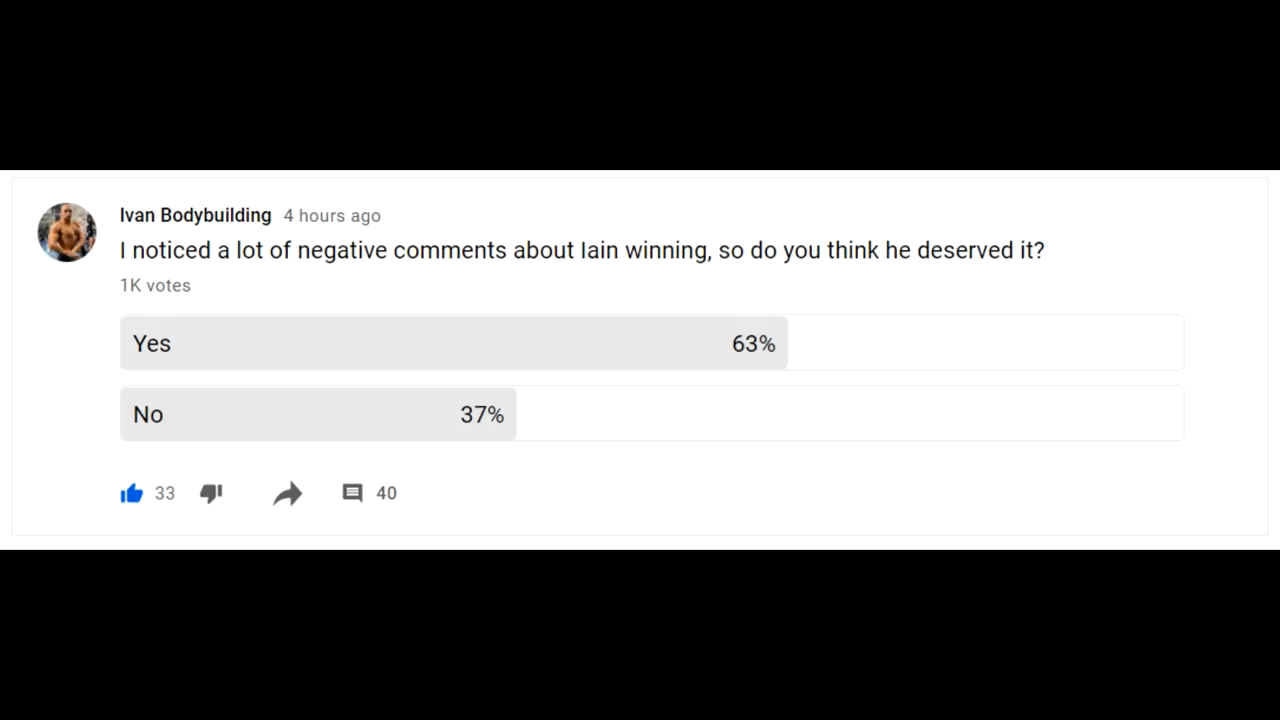 Ivan Bodybuilding 4 hours ago
I noticed a lot of negative comments about Iain winning, so do you think he deserved it?
1K votes
Yes 63%
No 37%
33 40